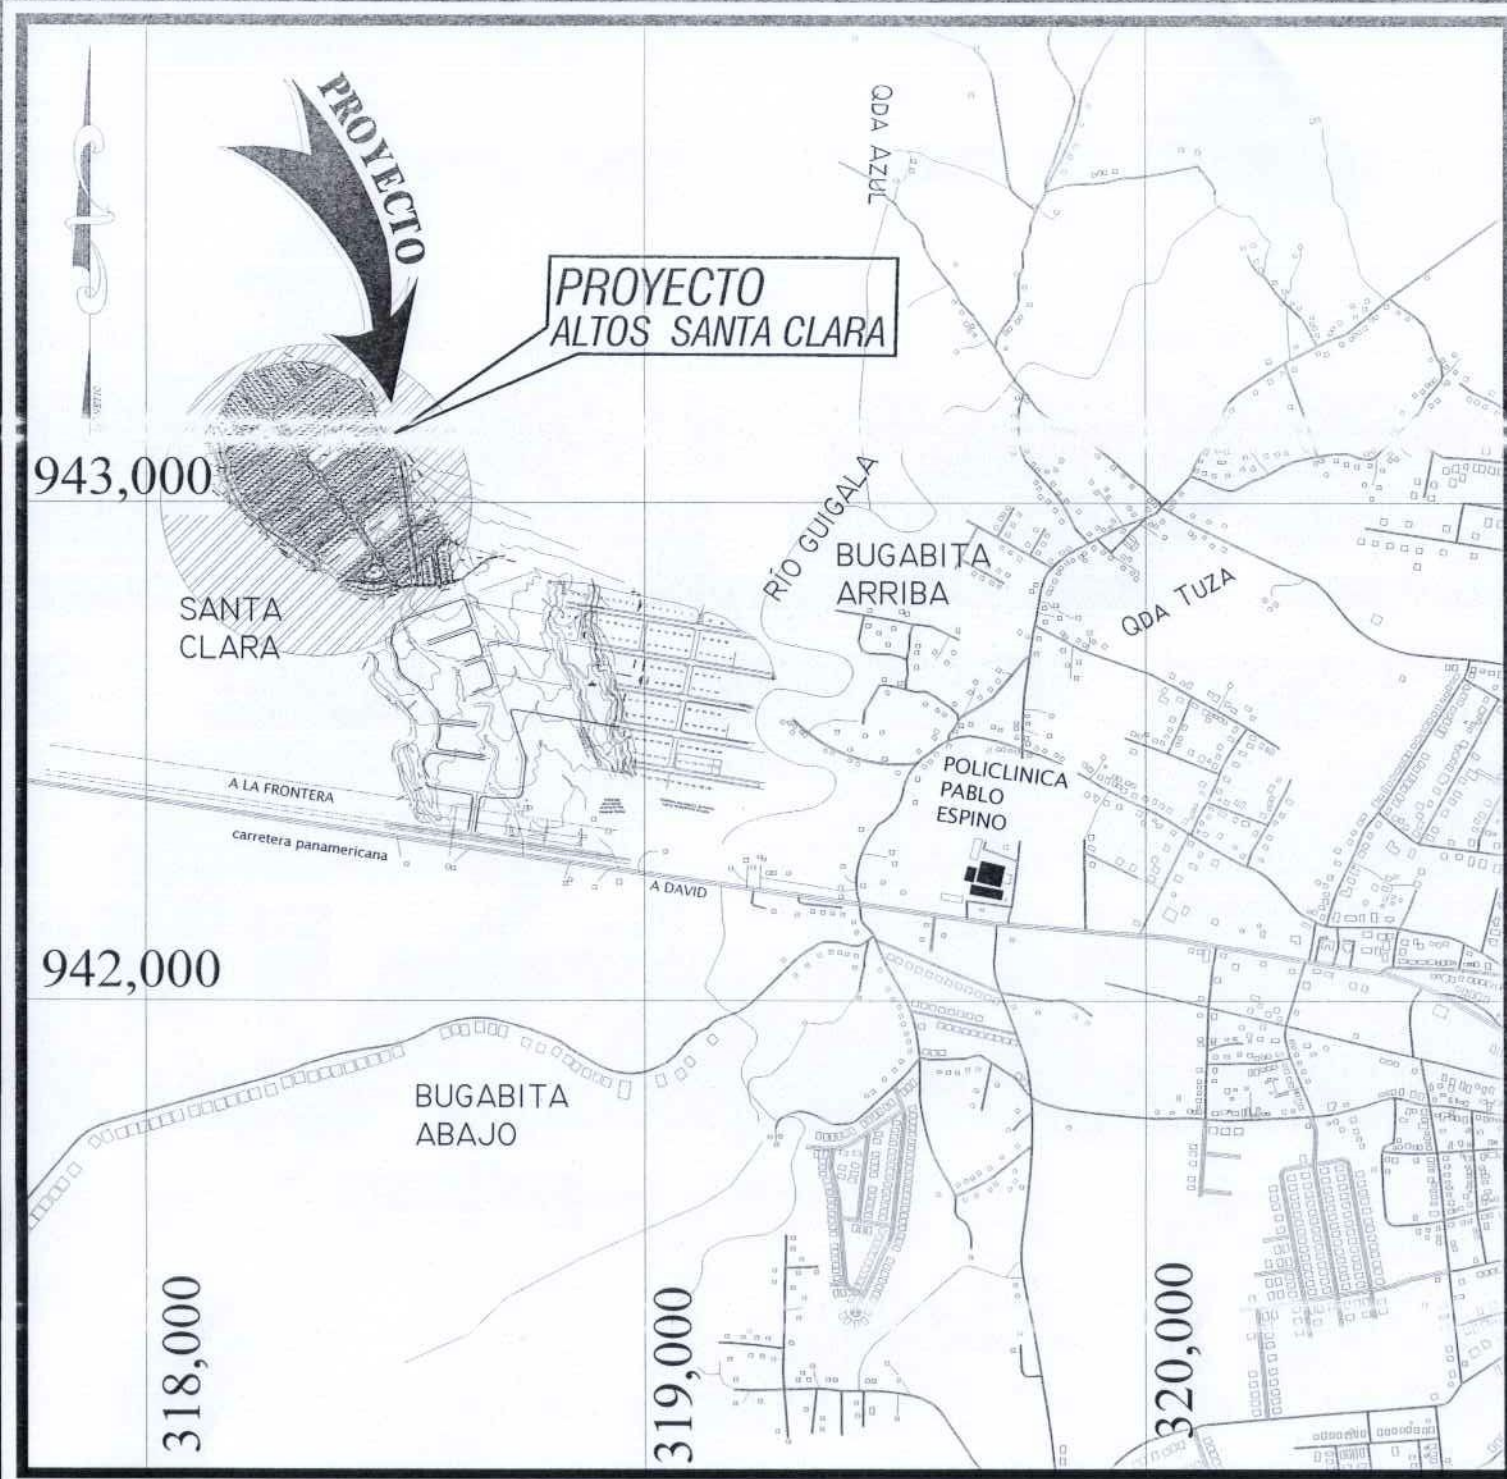 PROYECTO
QDA AZUL
PROYECTO
ALTOS SANTA CLARA
943,000
RÍO GUIGALA
BUGABITA
ARRIBA
QDA TUZA
SANTA
CLARA
A LA FRONTERA
carretera panamericana
A DAVID
POLICLINICA
PABLO
ESPINO
942,000
BUGABITA
ABAJO
318,000
319,000
320,000